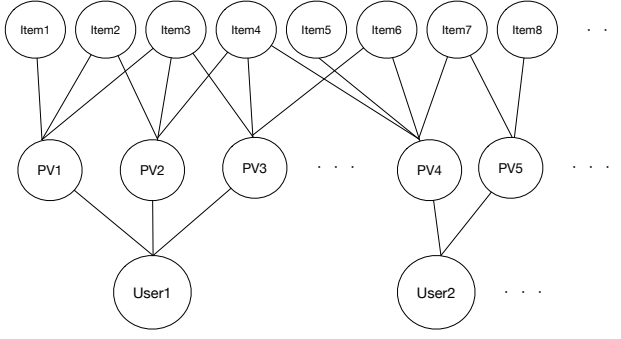 Item1 Item2 Item3 Item4 Item5 Item6 Item7 Item8 . .
PV1 PV2 PV3 . . . PV4 PV5 . . .
User1 User2 . . .